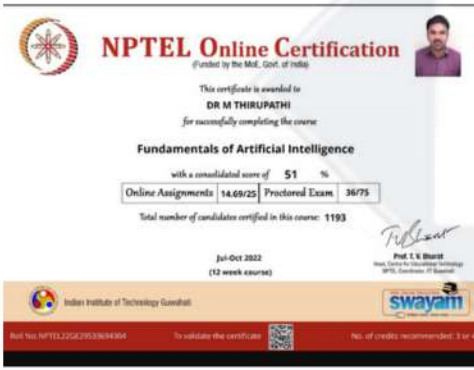 NPTEL Online Certification
(Funded by the MoE, Govt. of India)
This certificate is awarded to
DR M THIRUPATHI
for successfully completing the course
Fundamentals of Artificial Intelligence
with a consolidated score of 51 %
Online Assignments 14.69/25 Proctored Exam 36/75
Total number of candidates certified in this course: 1193
Jul-Oct 2022
(12 week course)
Prof. T. V. Bharat
Indian Institute of Technology Guwahati
swayam
Roll No:
To validate the certificate
No. of credits recommended: 3 or 4